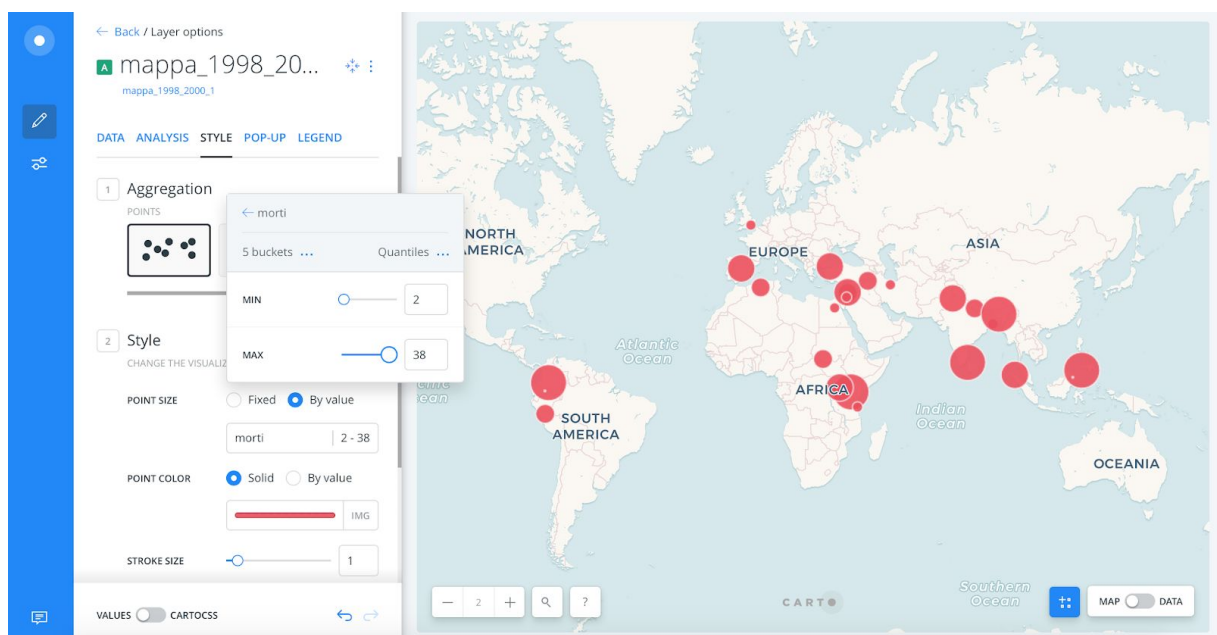 ← Back / Layer options
A mappa_1998_20...
mappa_1998_2000_1
DATA ANALYSIS STYLE POP-UP LEGEND
1 Aggregation
POINTS
← morti
5 buckets ... Quantiles ...
MIN 2
MAX 38
2 Style
CHANGE THE VISUALIZ
POINT SIZE Fixed By value
morti 2 - 38
POINT COLOR Solid By value
IMG
STROKE SIZE 1
VALUES CARTOCSS
NORTH
AMERICA
EUROPE
ASIA
Atlantic
Ocean
AFRICA
ean
SOUTH
AMERICA
Indian
Ocean
OCEANIA
Southern
Ocean
− 2 + ?
CARTO
MAP DATA